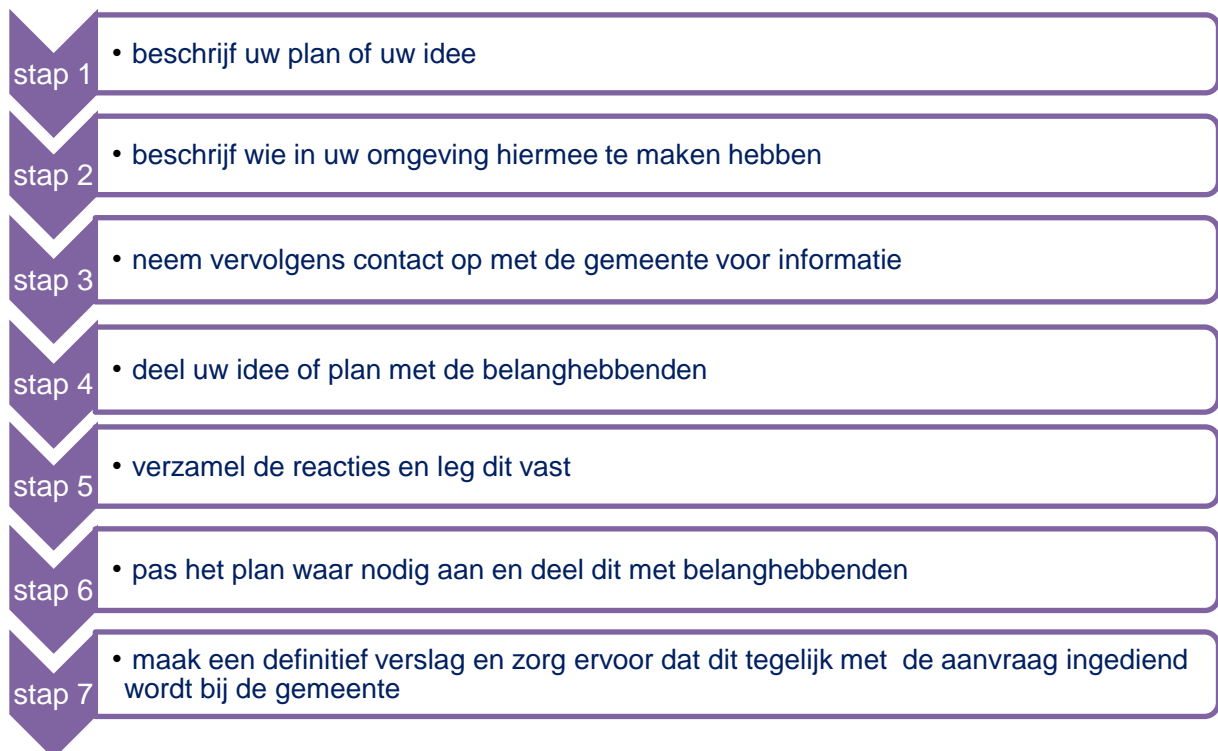 stap 1
• beschrijf uw plan of uw idee
stap 2
• beschrijf wie in uw omgeving hiermee te maken hebben
stap 3
• neem vervolgens contact op met de gemeente voor informatie
stap 4
• deel uw idee of plan met de belanghebbenden
stap 5
• verzamel de reacties en leg dit vast
stap 6
• pas het plan waar nodig aan en deel dit met belanghebbenden
stap 7
• maak een definitief verslag en zorg ervoor dat dit tegelijk met  de aanvraag ingediend
wordt bij de gemeente